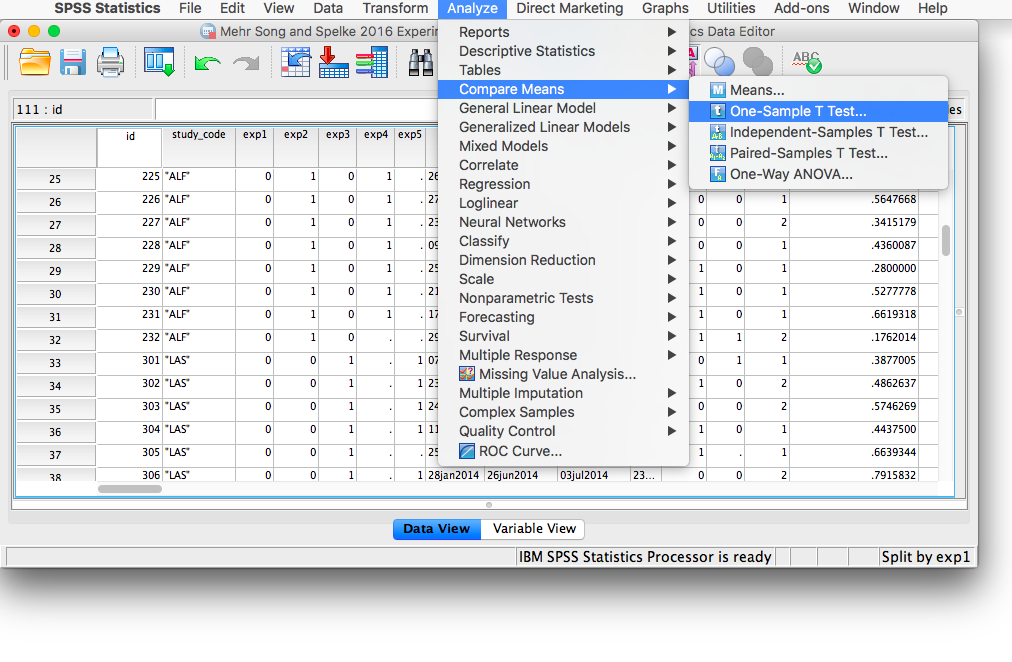 SPSS Statistics File Edit View Data Transform Analyze Direct Marketing Graphs Utilities Add-ons Window Help
Mehr Song and Spelke 2016 Experi
cs Data Editor
Reports
Descriptive Statistics
Tables
Compare Means
General Linear Model
Generalized Linear Models
Mixed Models
Correlate
Regression
Loglinear
Neural Networks
Classify
Dimension Reduction
Scale
Nonparametric Tests
Forecasting
Survival
Multiple Response
Missing Value Analysis...
Multiple Imputation
Complex Samples
Quality Control
ROC Curve...
Means...
One-Sample T Test...
Independent-Samples T Test...
Paired-Samples T Test...
One-Way ANOVA...
ABC
111 : id
es
id study_code exp1 exp2 exp3 exp4 exp5
25 225 "ALF" 0 1 0 1 . 26
26 226 "ALF" 0 1 0 1 . 27 0 0 1 .5647668
27 227 "ALF" 0 1 0 1 . 23 0 0 2 .3415179
28 228 "ALF" 0 1 0 1 . 09 0 0 1 .4360087
29 229 "ALF" 0 1 0 1 . 25 1 0 1 .2800000
30 230 "ALF" 0 1 0 1 . 21 1 0 1 .5277778
31 231 "ALF" 0 1 0 1 . 17 1 0 1 .6619318
32 232 "ALF" 0 1 0 . . 29 1 1 2 .1762014
33 301 "LAS" 0 0 1 . 1 07 0 1 1 .3877005
34 302 "LAS" 0 0 1 . 1 23 1 0 2 .4862637
35 303 "LAS" 0 0 1 . 1 24 0 0 2 .5746269
36 304 "LAS" 0 0 1 . 1 11 1 0 1 .4437500
37 305 "LAS" 0 0 1 . 1 25 1 . 1 .6639344
38 306 "LAS" 0 0 1 . 1 28jan2014 26jun2014 03jul2014 23... 0 0 2 .7915832
Data View Variable View
IBM SPSS Statistics Processor is ready Split by exp1